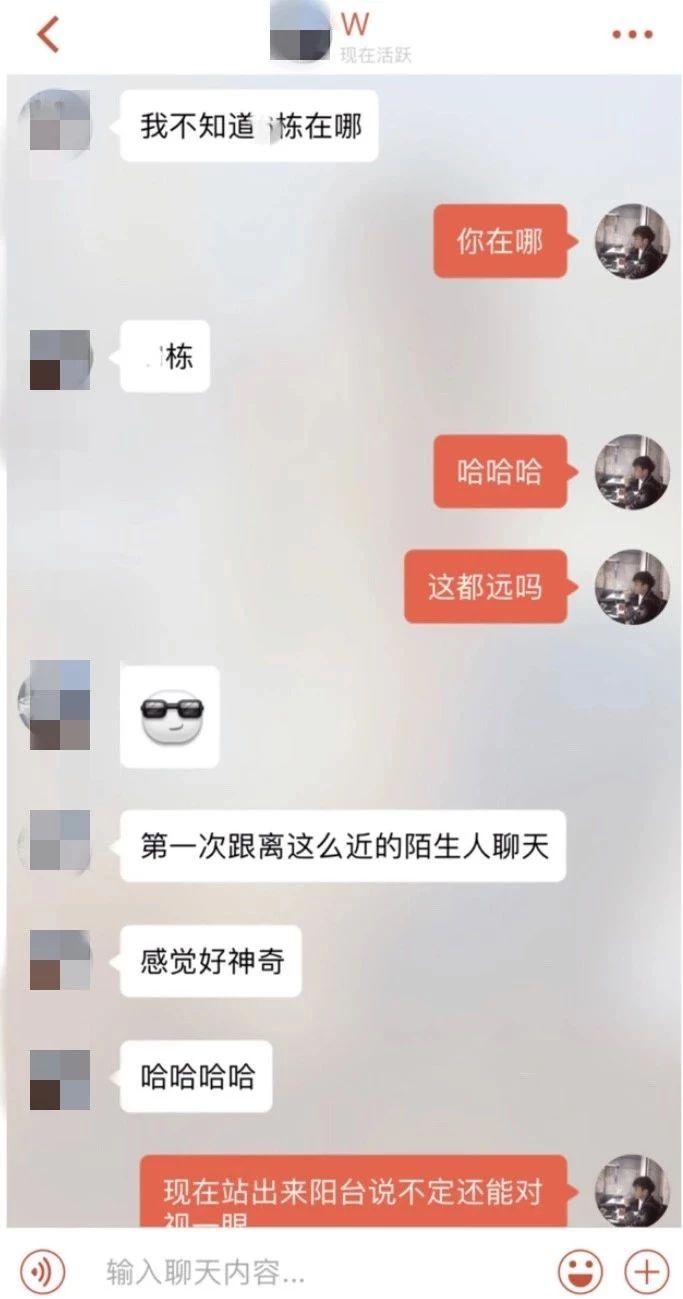 W
现在活跃
我不知道 栋在哪
你在哪
栋
哈哈哈
这都远吗
第一次跟离这么近的陌生人聊天
感觉好神奇
哈哈哈哈
现在站出来阳台说不定还能对
视一眼
输入聊天内容...